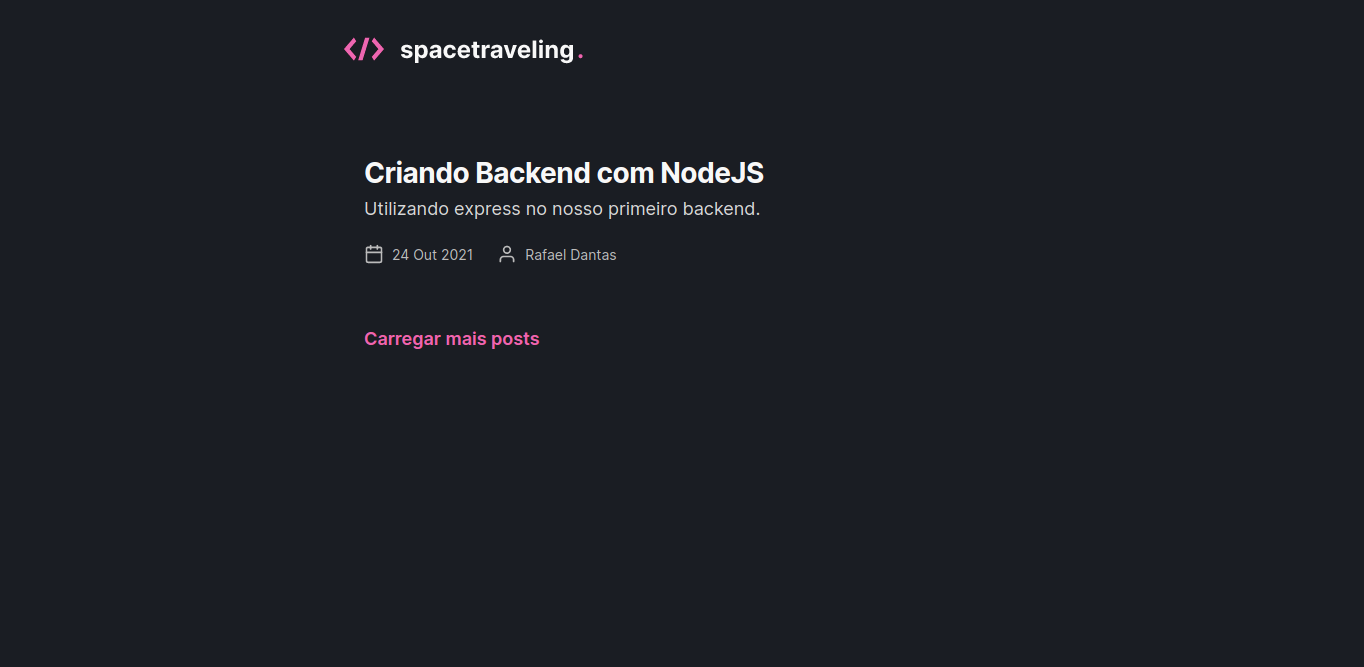 </> spacetraveling.
Criando Backend com NodeJS
Utilizando express no nosso primeiro backend.
24 Out 2021 Rafael Dantas
Carregar mais posts